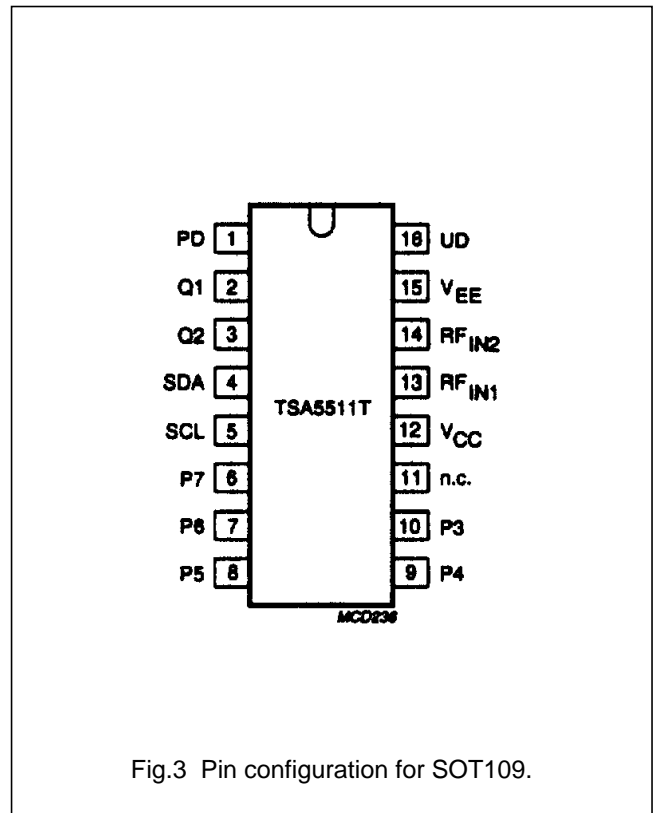 PD 1 16 UD
Q1 2 15 VEE
Q2 3 14 RFIN2
SDA 4 13 RFIN1
TSA5511T
SCL 5 12 VCC
P7 6 11 n.c.
P6 7 10 P3
P5 8 9 P4
MCD236
Fig.3 Pin configuration for SOT109.